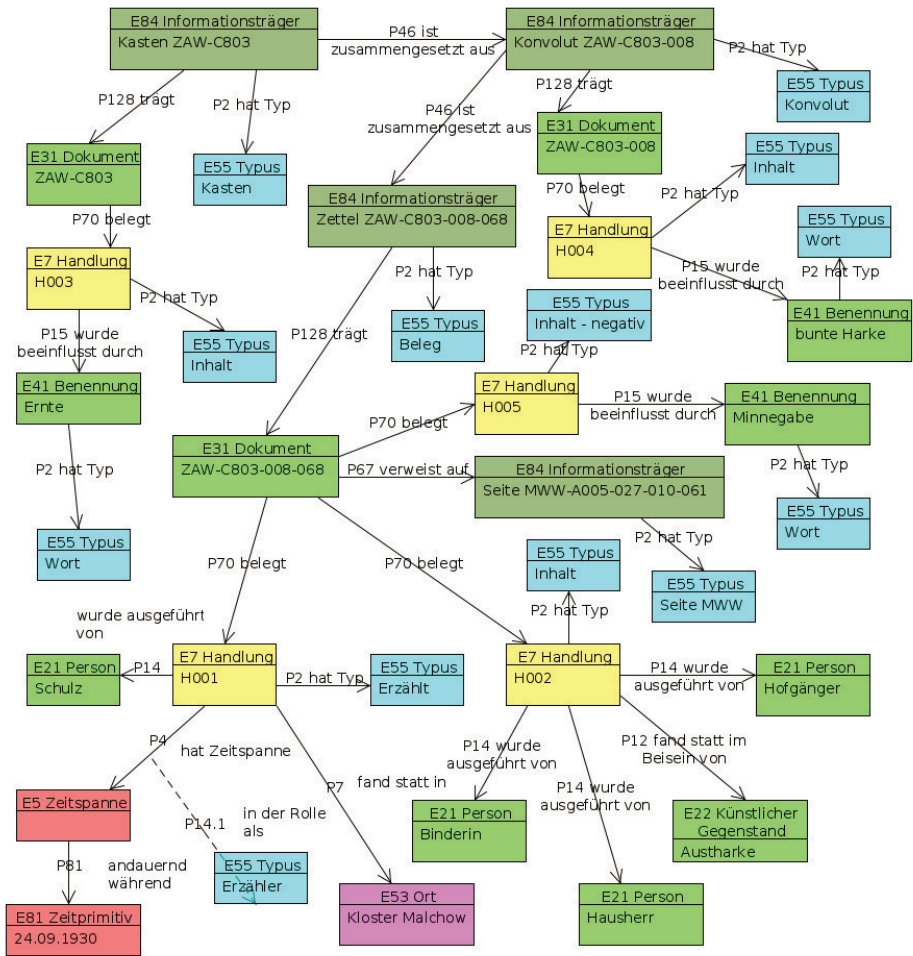 E84 Informationsträger
Kasten ZAW-C803
P46 ist
zusammengesetzt aus
E84 Informationsträger
Konvolut ZAW-C803-008
P2 hat Typ
E55 Typus
Konvolut
P128 trägt
P2 hat Typ
P46 ist
zusammengesetzt aus
P128 trägt
E31 Dokument
ZAW-C803
E55 Typus
Kasten
E31 Dokument
ZAW-C803-008
E55 Typus
Inhalt
P70 belegt
E84 Informationsträger
Zettel ZAW-C803-008-068
P70 belegt
P2 hat Typ
E7 Handlung
H003
P2 hat Typ
P2 hat Typ
E7 Handlung
H004
P15 wurde
beeinflusst durch
E55 Typus
Wort
P2 hat Typ
P15 wurde
beeinflusst durch
E55 Typus
Inhalt
P128 trägt
E55 Typus
Beleg
E55 Typus
Inhalt - negativ
P2 hat Typ
E41 Benennung
bunte Harke
E41 Benennung
Ernte
P70 belegt
E7 Handlung
H005
P15 wurde
beeinflusst durch
E41 Benennung
Minnegabe
P2 hat Typ
E31 Dokument
ZAW-C803-008-068
P67 verweist auf
E84 Informationsträger
Seite MWW-A005-027-010-061
P2 hat Typ
E55 Typus
Wort
E55 Typus
Wort
P70 belegt
P70 belegt
E55 Typus
Inhalt
P2 hat Typ
E55 Typus
Seite MWW
P2 hat Typ
wurde ausgeführt
von
E21 Person
Schulz
P14
E7 Handlung
H001
P2 hat Typ
E55 Typus
Erzählt
E7 Handlung
H002
P14 wurde
ausgeführt von
E21 Person
Hofgänger
P4
hat Zeitspanne
P7
fand statt in
P14 wurde
ausgeführt von
P14 wurde
ausgeführt von
P12 fand statt im
Beisein von
E5 Zeitspanne
P14.1
in der Rolle
als
E21 Person
Binderin
E22 Künstlicher
Gegenstand
Austharke
P81
andauernd
während
E55 Typus
Erzähler
E81 Zeitprimitiv
24.09.1930
E53 Ort
Kloster Malchow
E21 Person
Hausherr